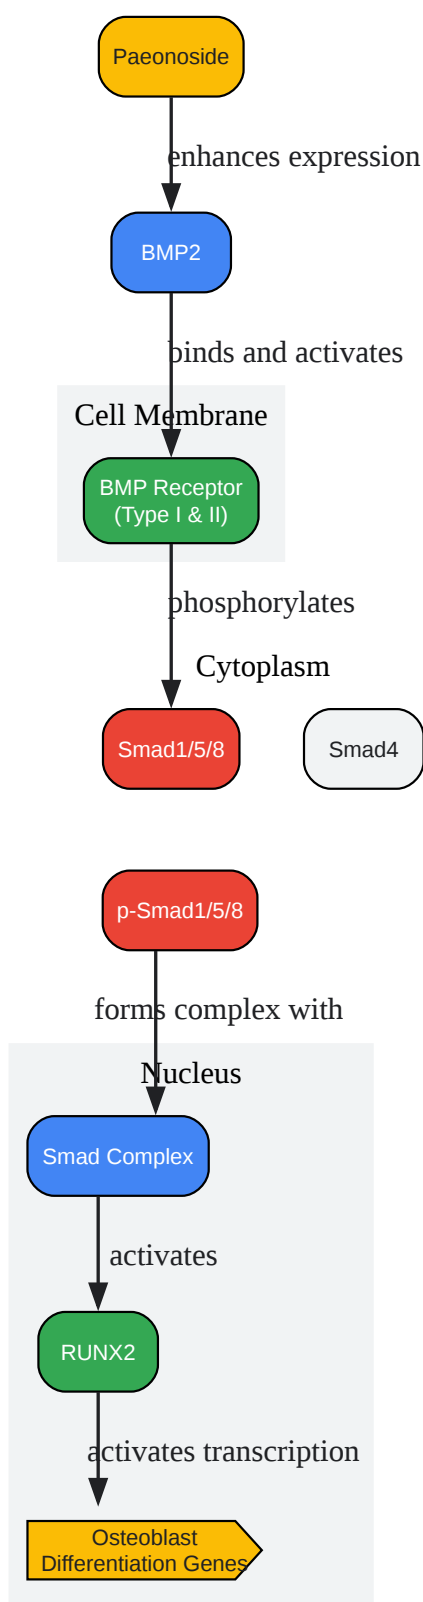 Paeonoside
enhances expression
BMP2
binds and activates
Cell Membrane
BMP Receptor
(Type I & II)
phosphorylates
Cytoplasm
Smad1/5/8
Smad4
p-Smad1/5/8
forms complex with
Nucleus
Smad Complex
activates
RUNX2
activates transcription
Osteoblast
Differentiation Genes